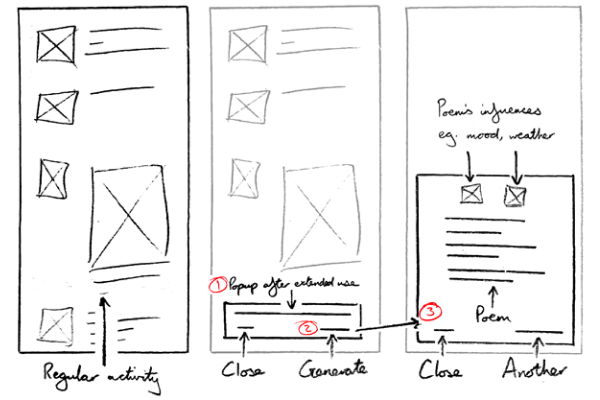 Regular activity
1 Popup after extended use
2
Close
Generate
Poem's influences
eg. mood, weather
3
Poem
Close
Another